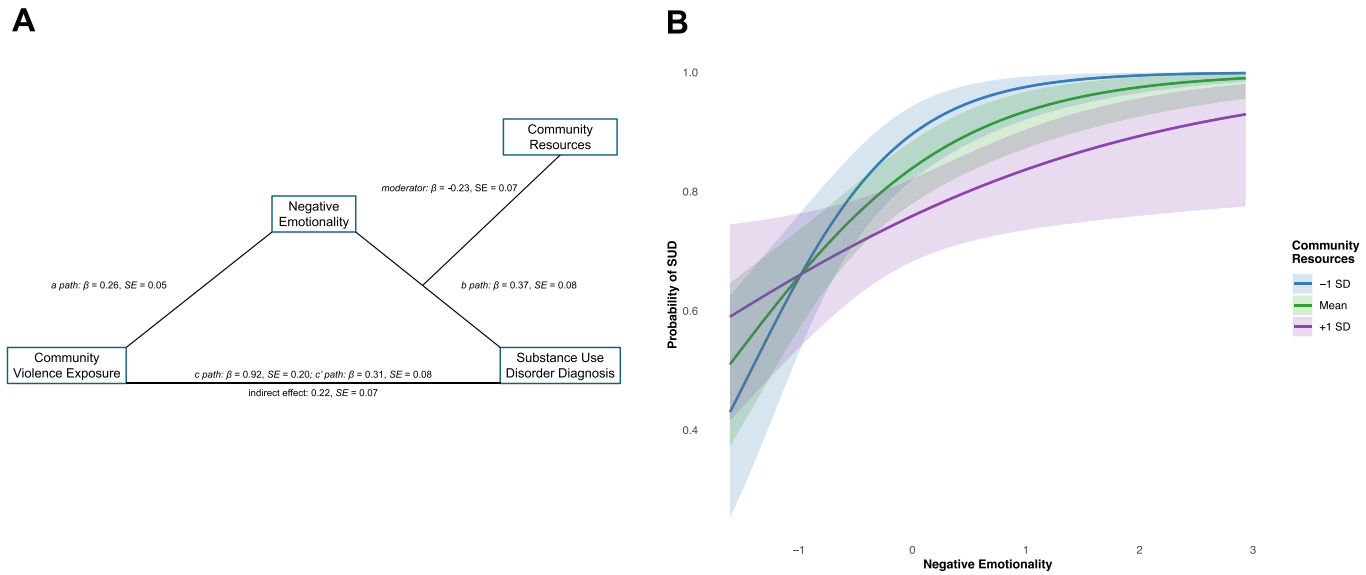 A
Community
Resources
moderator: β = -0.23, SE = 0.07
Negative
Emotionality
a path: β = 0.26, SE = 0.05
b path: β = 0.37, SE = 0.08
Community
Violence Exposure
c path: β = 0.92, SE = 0.20; c' path: β = 0.31, SE = 0.08
indirect effect: 0.22, SE = 0.07
Substance Use
Disorder Diagnosis
B
Probability of SUD
1.0
0.8
0.6
0.4
−1
0
1
2
3
Negative Emotionality
Community
Resources
−1 SD
Mean
+1 SD